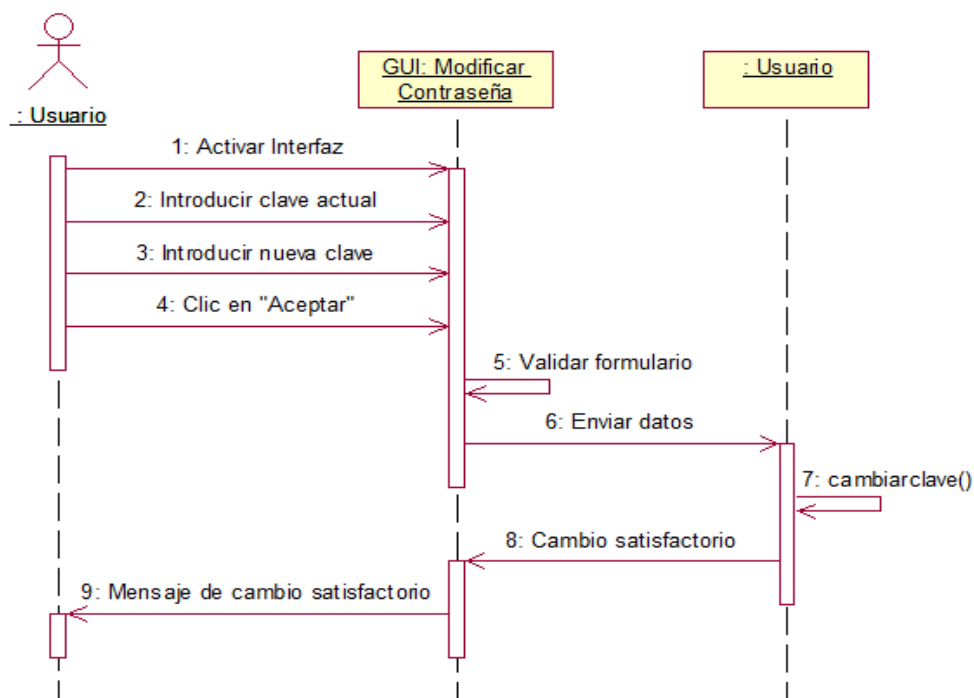 GUI: Modificar
Contraseña
: Usuario
: Usuario
1: Activar Interfaz
2: Introducir clave actual
3: Introducir nueva clave
4: Clic en "Aceptar"
5: Validar formulario
6: Enviar datos
7: cambiarclave()
8: Cambio satisfactorio
9: Mensaje de cambio satisfactorio